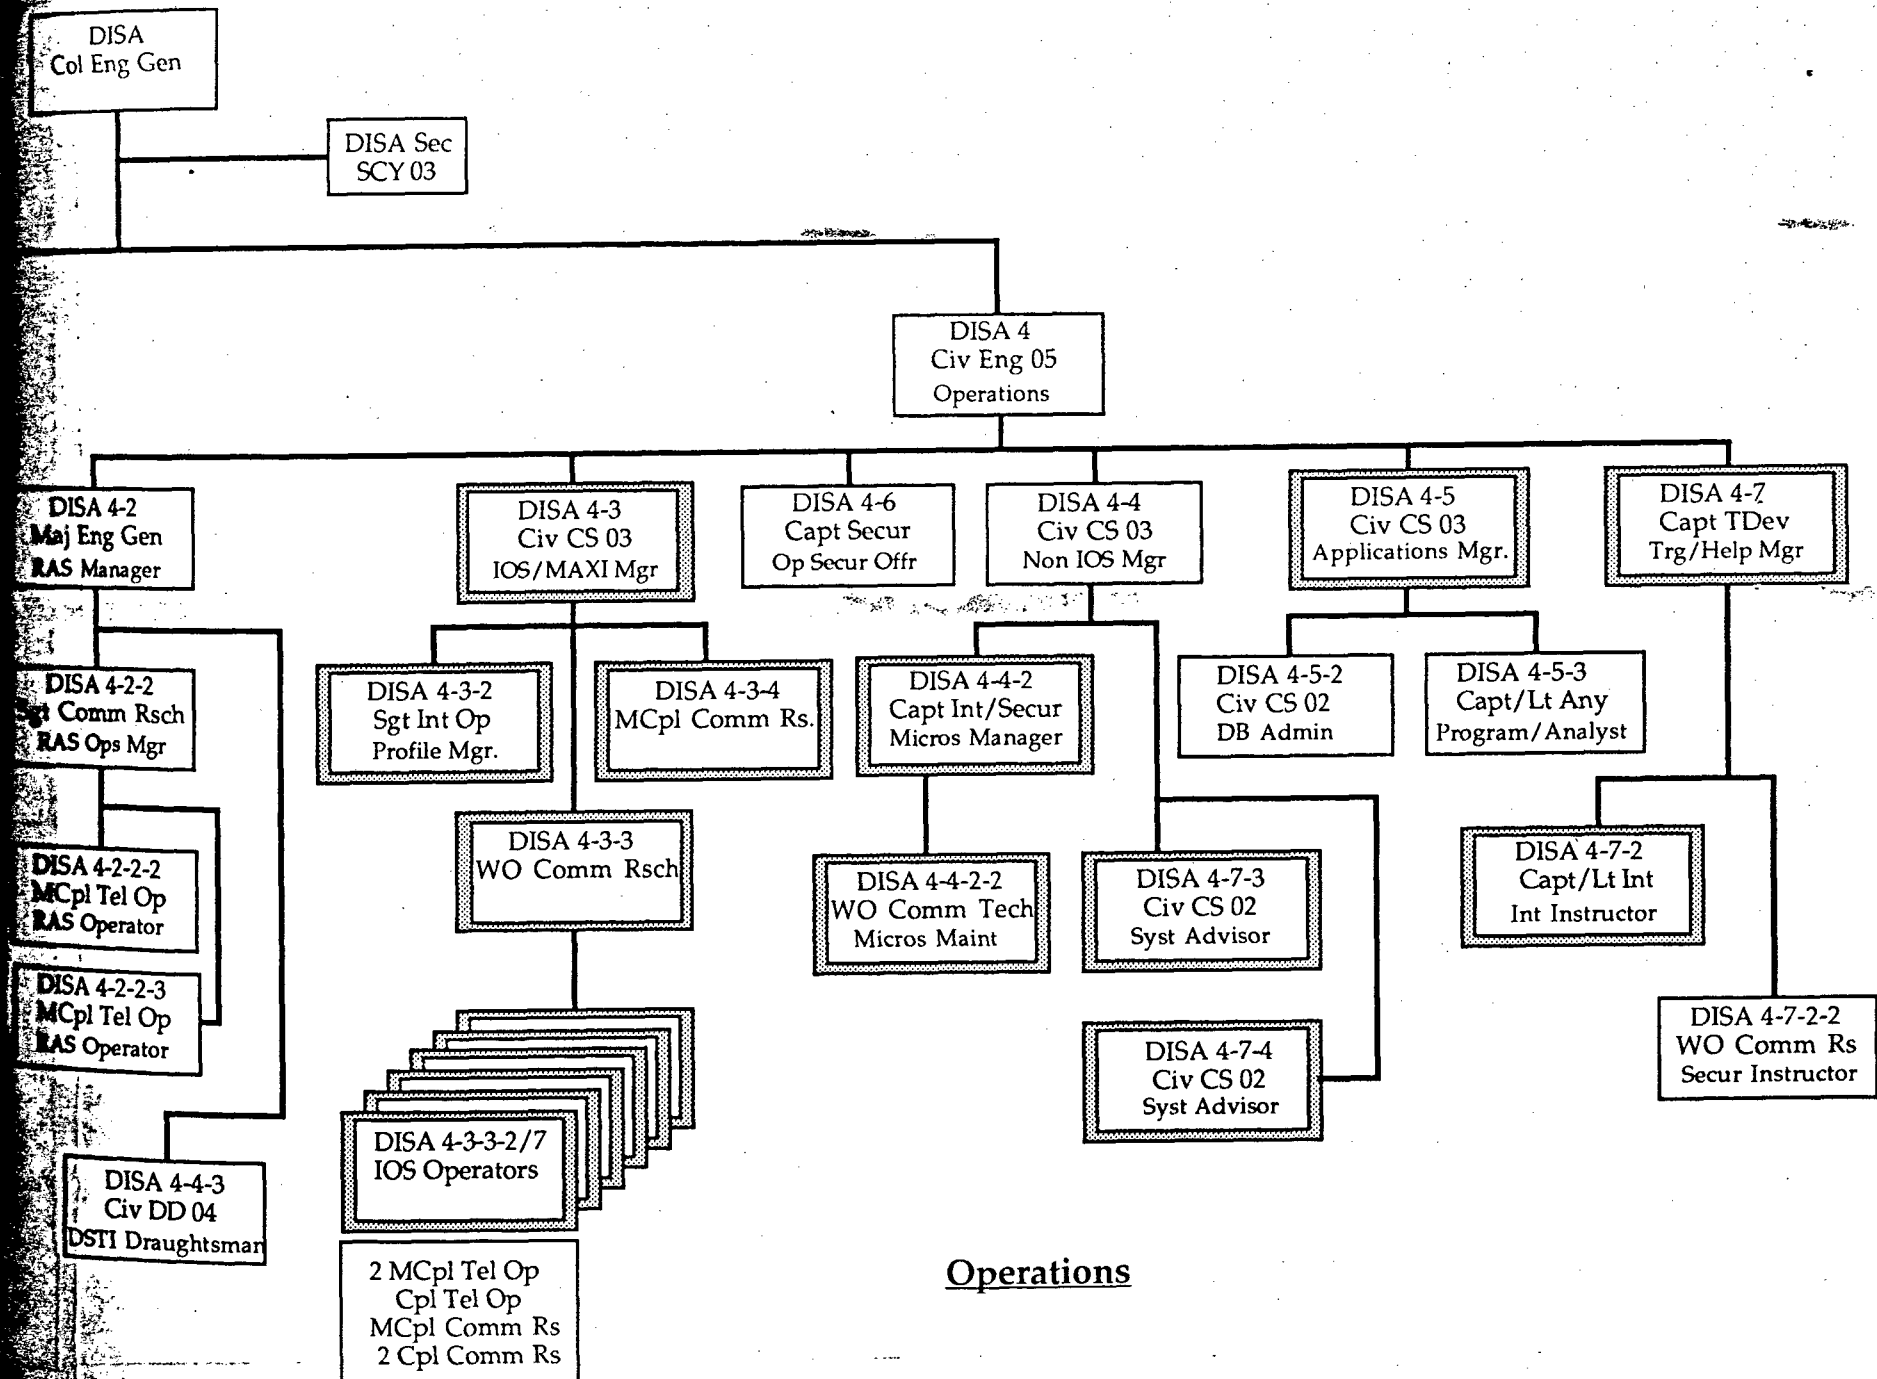 DISA
Col Eng Gen
DISA Sec
SCY 03
DISA 4
Civ Eng 05
Operations
DISA 4-2
Maj Eng Gen
RAS Manager
DISA 4-3
Civ CS 03
IOS/MAXI Mgr
DISA 4-6
Capt Secur
Op Secur Offr
DISA 4-4
Civ CS 03
Non IOS Mgr
DISA 4-5
Civ CS 03
Applications Mgr.
DISA 4-7
Capt TDev
Trg/Help Mgr
DISA 4-2-2
Sgt Comm Rsch
RAS Ops Mgr
DISA 4-3-2
Sgt Int Op
Profile Mgr.
DISA 4-3-4
MCpl Comm Rs.
DISA 4-4-2
Capt Int/Secur
Micros Manager
DISA 4-5-2
Civ CS 02
DB Admin
DISA 4-5-3
Capt/Lt Any
Program/Analyst
DISA 4-2-2-2
MCpl Tel Op
RAS Operator
DISA 4-3-3
WO Comm Rsch
DISA 4-4-2-2
WO Comm Tech
Micros Maint
DISA 4-7-3
Civ CS 02
Syst Advisor
DISA 4-7-2
Capt/Lt Int
Int Instructor
DISA 4-2-2-3
MCpl Tel Op
RAS Operator
DISA 4-7-4
Civ CS 02
Syst Advisor
DISA 4-7-2-2
WO Comm Rs
Secur Instructor
DISA 4-4-3
Civ DD 04
DSTI Draughtsman
DISA 4-3-3-2/7
IOS Operators
2 MCpl Tel Op
Cpl Tel Op
MCpl Comm Rs
2 Cpl Comm Rs
Operations